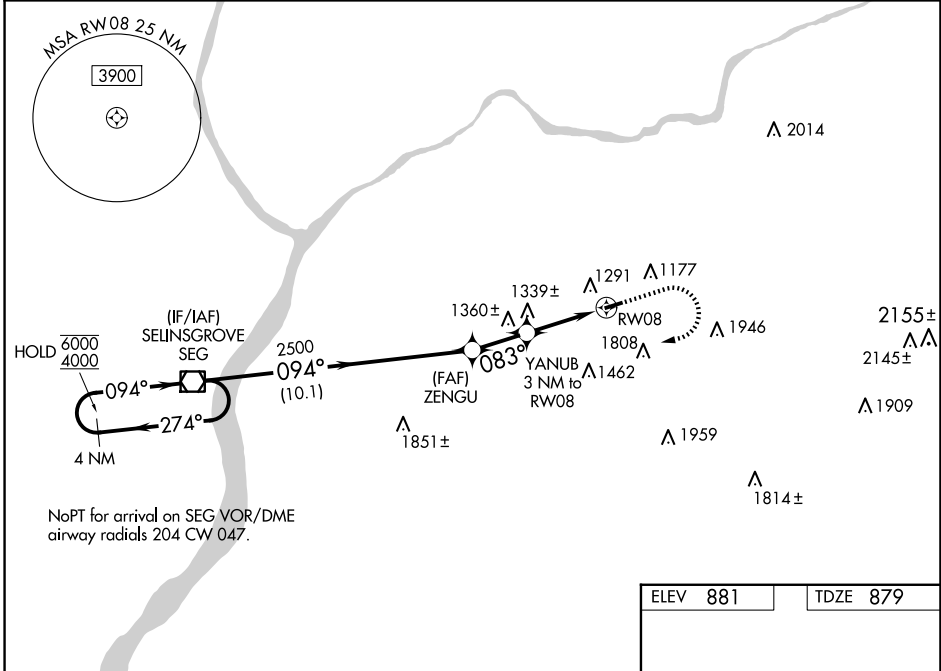 MSA RW08 25 NM
3900
2014
1291
1177
1339±
1360±
RW08
1946
2155±
(IF/IAF)
SELINSGROVE
SEG
HOLD 6000
4000
2500
094°
(10.1)
094°
274°
4 NM
(FAF)
ZENGU
083°
YANUB
3 NM to
RW08
1808
1462
2145±
1909
1851±
1959
1814±
NoPT for arrival on SEG VOR/DME
airway radials 204 CW 047.
ELEV 881
TDZE 879